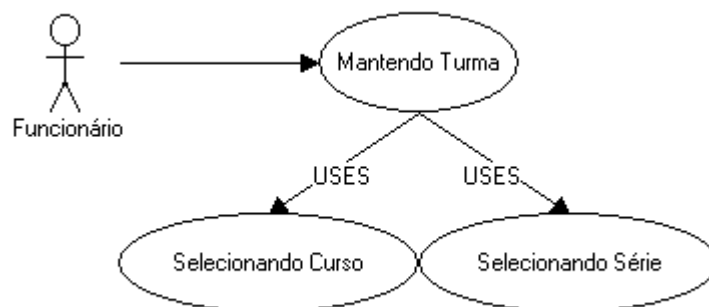 Mantendo Turma
Funcionário
USES
USES
Selecionando Curso
Selecionando Série